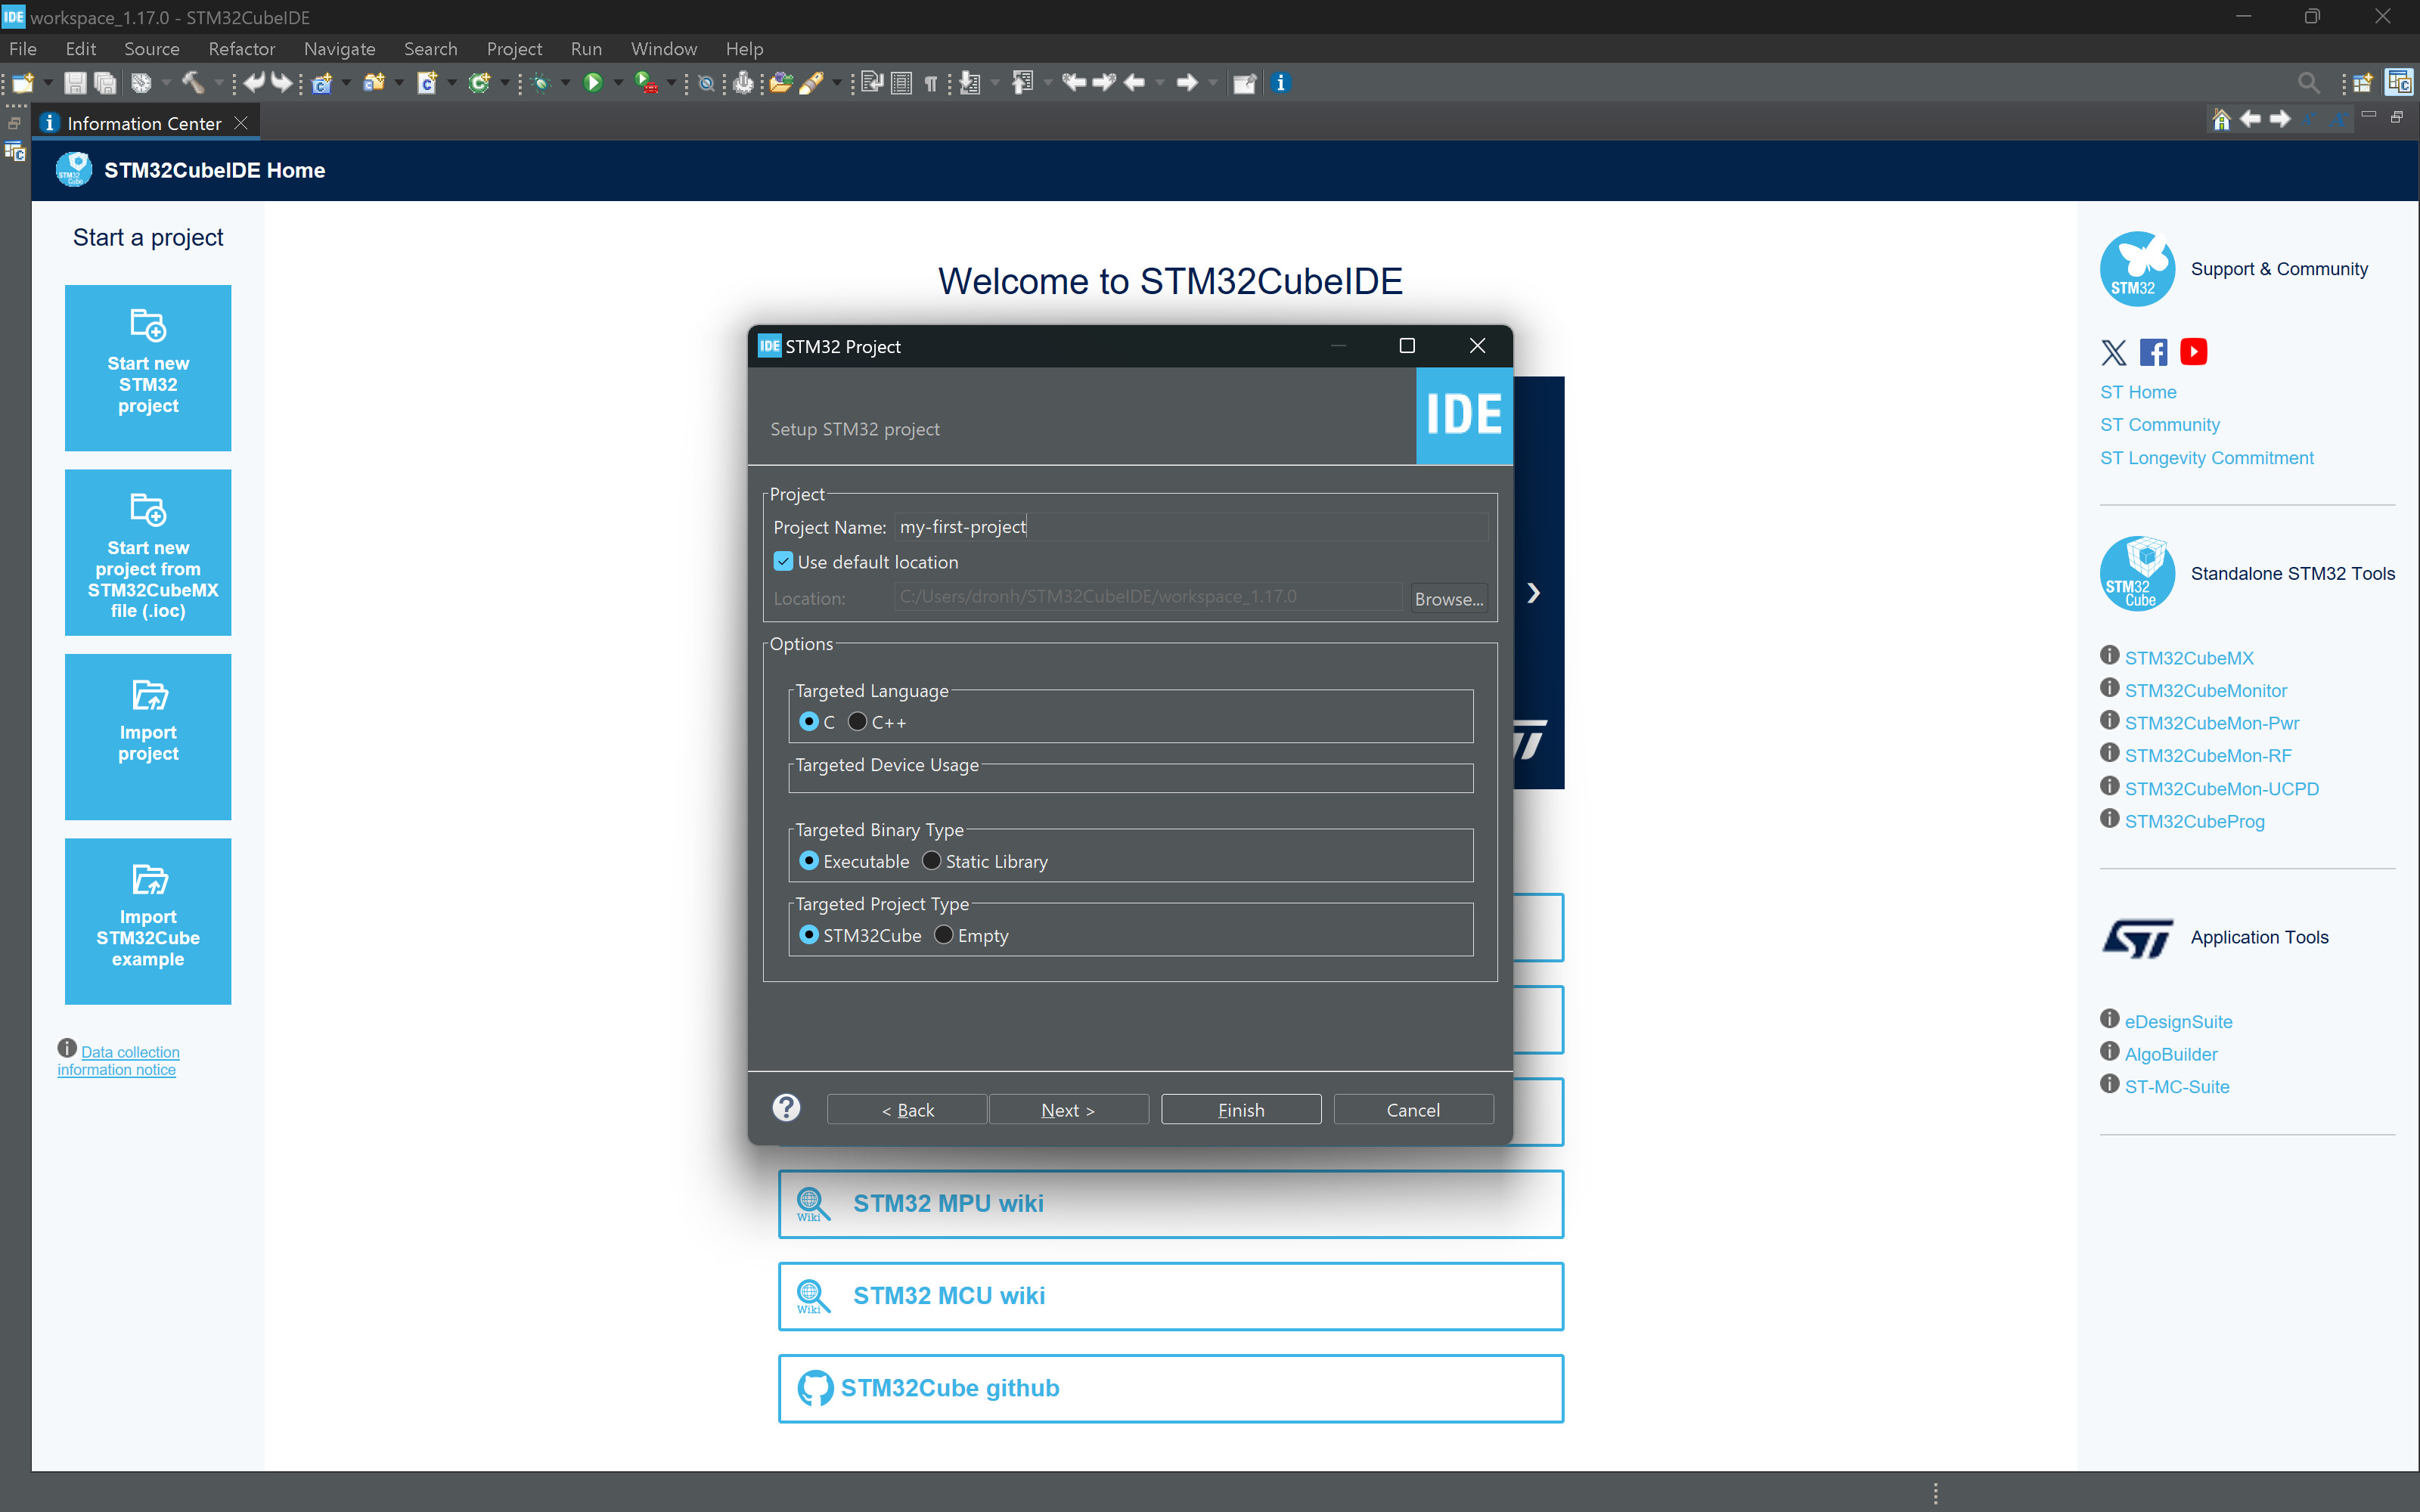 IDE workspace_1.17.0 - STM32CubeIDE
File Edit Source Refactor Navigate Search Project Run Window Help
Information Center
STM32 Cube
STM32CubeIDE Home
Start a project
Start new
STM32
project
Start new
project from
STM32CubeMX
file (.ioc)
Import
project
Import
STM32Cube
example
Data collection
information notice
Welcome to STM32CubeIDE
IDE STM32 Project
Setup STM32 project
IDE
Project
Project Name: my-first-project
Use default location
Location: C:/Users/dronh/STM32CubeIDE/workspace_1.17.0 Browse...
Options
Targeted Language
C C++
Targeted Device Usage
Targeted Binary Type
Executable Static Library
Targeted Project Type
STM32Cube Empty
? < Back Next > Finish Cancel
Wiki STM32 MPU wiki
Wiki STM32 MCU wiki
STM32Cube github
STM32
Support & Community
ST Home
ST Community
ST Longevity Commitment
STM32
Cube
Standalone STM32 Tools
STM32CubeMX
STM32CubeMonitor
STM32CubeMon-Pwr
STM32CubeMon-RF
STM32CubeMon-UCPD
STM32CubeProg
ST Application Tools
eDesignSuite
AlgoBuilder
ST-MC-Suite